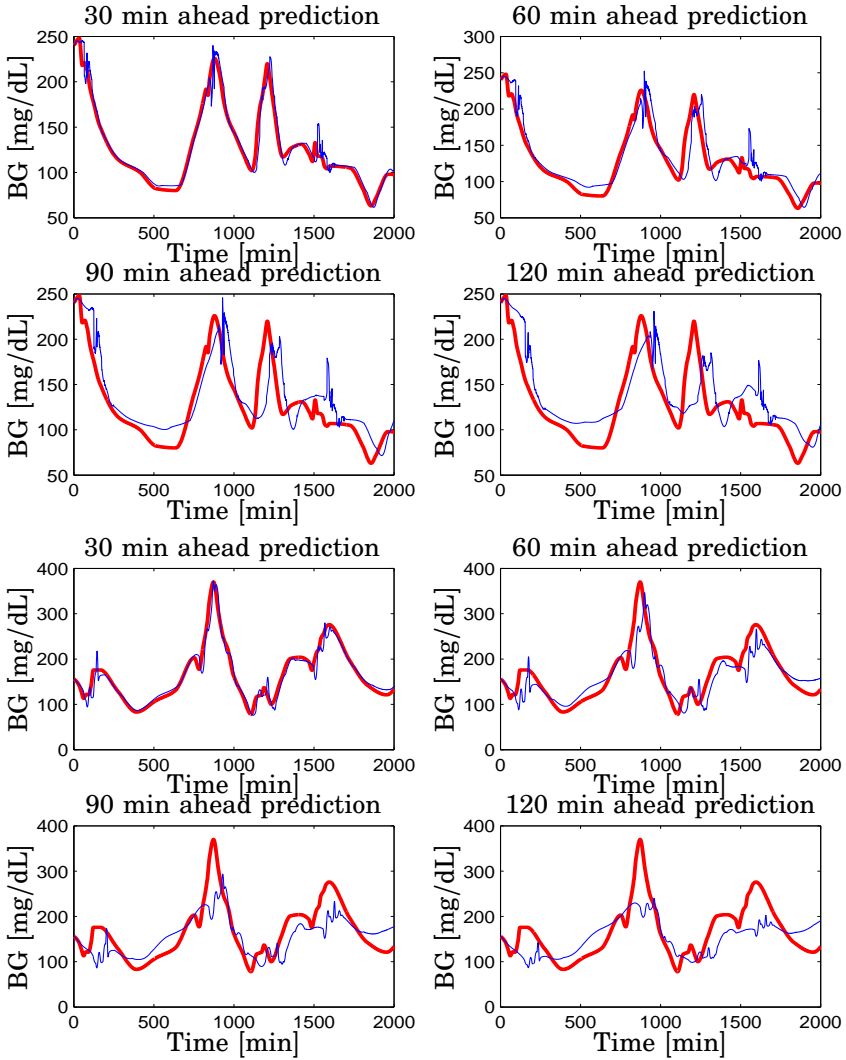 30 min ahead prediction
250
200
150
100
50
BG [mg/dL]
0 500 1000 1500 2000
Time [min]
60 min ahead prediction
300
250
200
150
100
50
BG [mg/dL]
0 500 1000 1500 2000
Time [min]
90 min ahead prediction
250
200
150
100
50
BG [mg/dL]
0 500 1000 1500 2000
Time [min]
120 min ahead prediction
250
200
150
100
50
BG [mg/dL]
0 500 1000 1500 2000
Time [min]
30 min ahead prediction
400
300
200
100
0
BG [mg/dL]
0 500 1000 1500 2000
Time [min]
60 min ahead prediction
400
300
200
100
0
BG [mg/dL]
0 500 1000 1500 2000
Time [min]
90 min ahead prediction
400
300
200
100
0
BG [mg/dL]
0 500 1000 1500 2000
Time [min]
120 min ahead prediction
400
300
200
100
0
BG [mg/dL]
0 500 1000 1500 2000
Time [min]